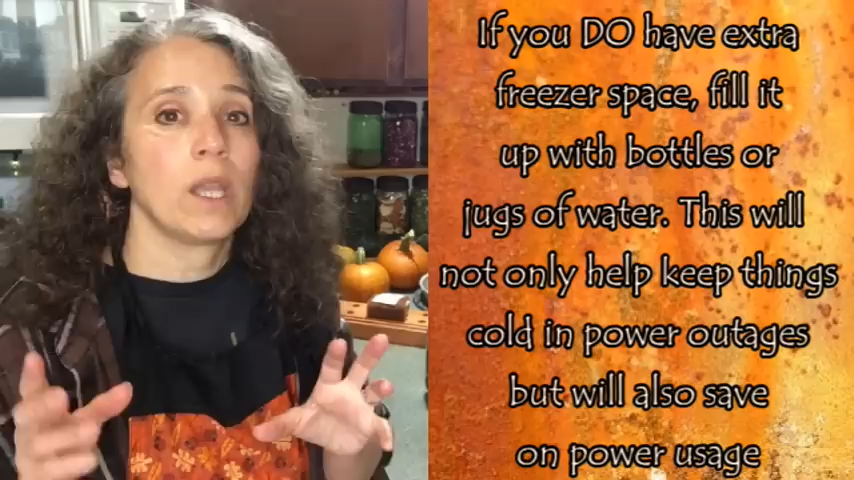 If you DO have extra
freezer space, fill it
up with bottles or
jugs of water. This will
not only help keep things
cold in power outages
but will also save
on power usage